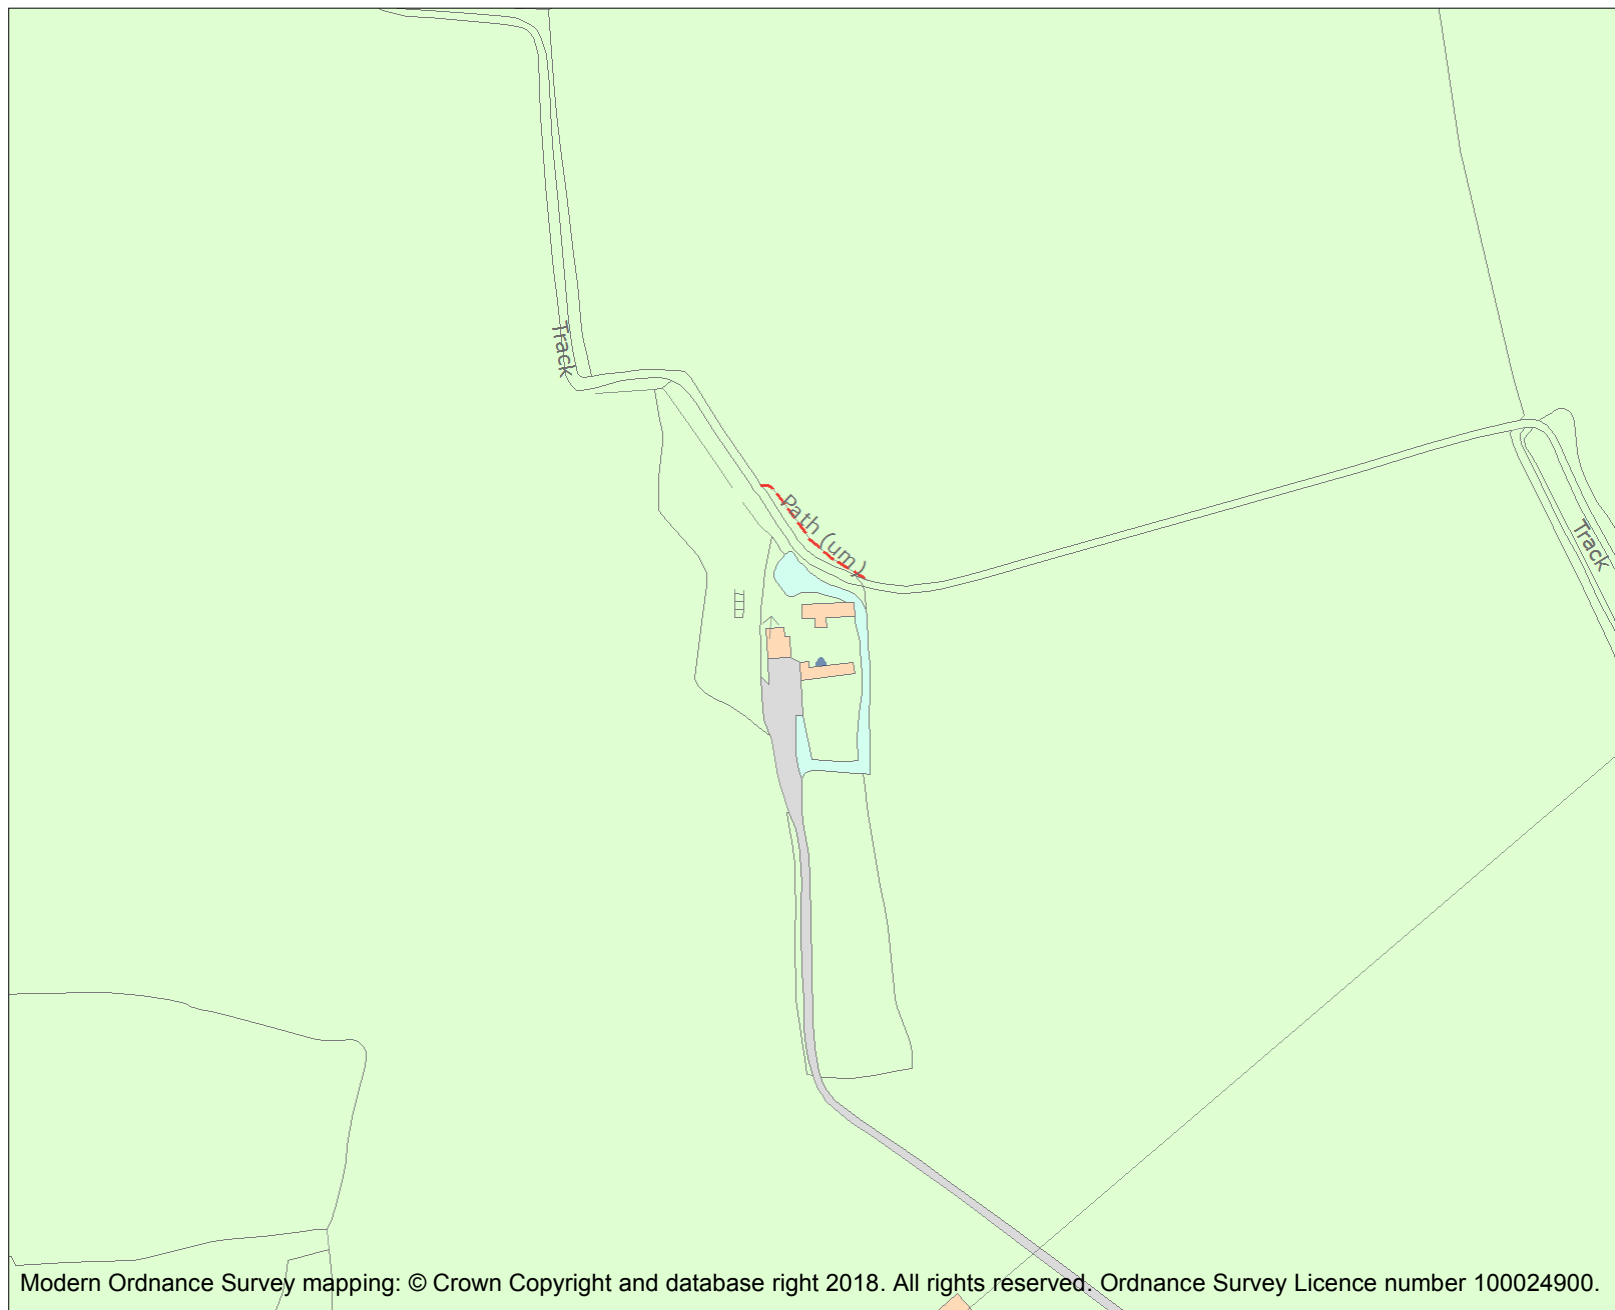 Track
Path (um)
Track
Modern Ordnance Survey mapping: © Crown Copyright and database right 2018. All rights reserved. Ordnance Survey Licence number 100024900.